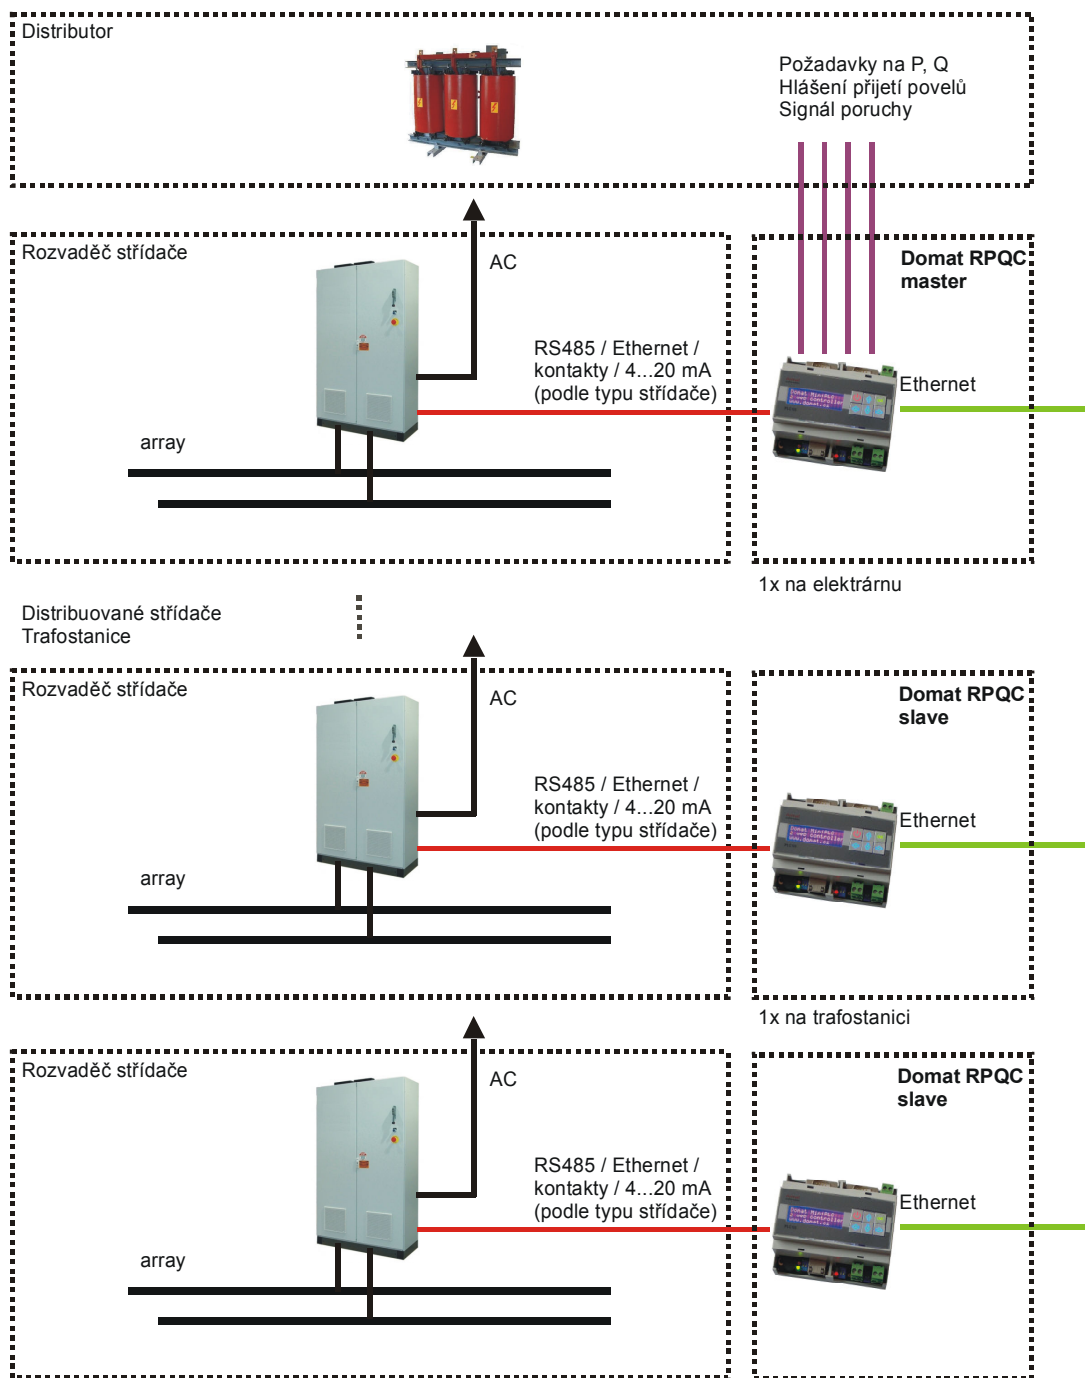 Distributor
Požadavky na P, Q
Hlášení přijetí povelů
Signál poruchy
Rozvaděč střídače
AC
Domat RPQC
master
RS485 / Ethernet /
kontakty / 4...20 mA
(podle typu střídače)
Ethernet
array
1x na elektrárnu
Distribuované střídače
Trafostanice
Rozvaděč střídače
AC
Domat RPQC
slave
RS485 / Ethernet /
kontakty / 4...20 mA
(podle typu střídače)
Ethernet
array
1x na trafostanici
Rozvaděč střídače
AC
Domat RPQC
slave
RS485 / Ethernet /
kontakty / 4...20 mA
(podle typu střídače)
Ethernet
array